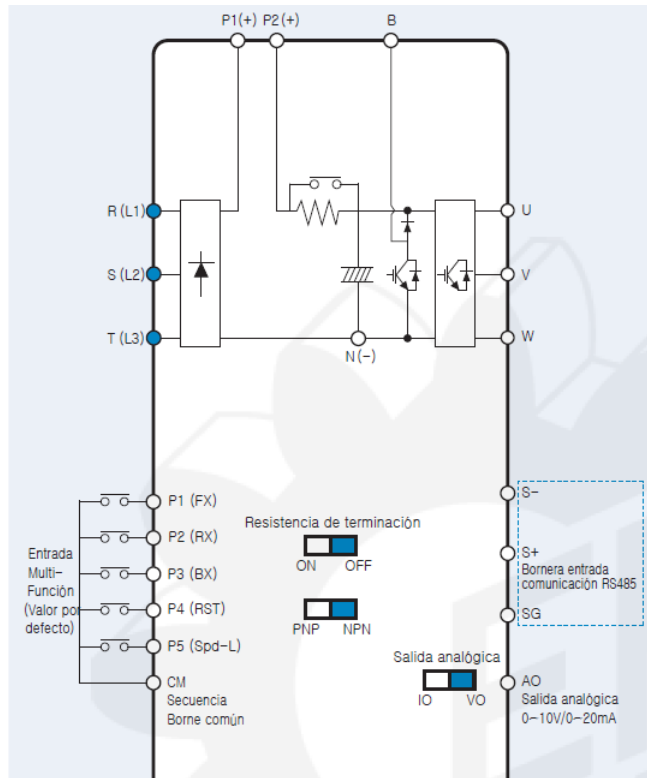 P1(+) P2(+) B
R (L1)
S (L2)
T (L3)
U
V
W
N(-)
P1 (FX)
P2 (RX)
P3 (BX)
P4 (RST)
P5 (Spd-L)
CM
Secuencia
Borne común
Entrada
Multi-
Función
(Valor por
defecto)
Resistencia de terminación
ON OFF
PNP NPN
Salida analógica
IO VO
S-
S+
Bornera entrada
comunicación RS485
SG
AO
Salida analógica
0~10V/0~20mA